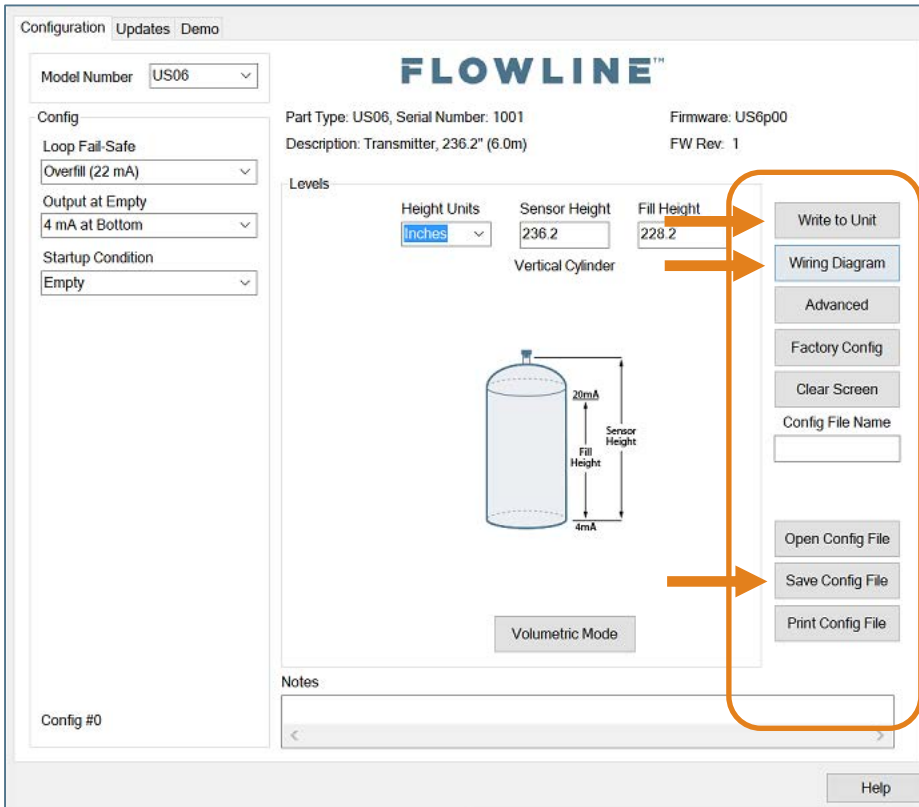 Configuration Updates Demo
Model Number US06
FLOWLINE™
Config
Part Type: US06, Serial Number: 1001 Firmware: US6p00
Description: Transmitter, 236.2" (6.0m) FW Rev: 1
Loop Fail-Safe
Overfill (22 mA)
Output at Empty
4 mA at Bottom
Startup Condition
Empty
Config #0
Levels
Height Units Sensor Height Fill Height
Inches 236.2 228.2
Vertical Cylinder
20mA
Sensor
Height
Fill
Height
4mA
Volumetric Mode
Write to Unit
Wiring Diagram
Advanced
Factory Config
Clear Screen
Config File Name
Open Config File
Save Config File
Print Config File
Notes
Help